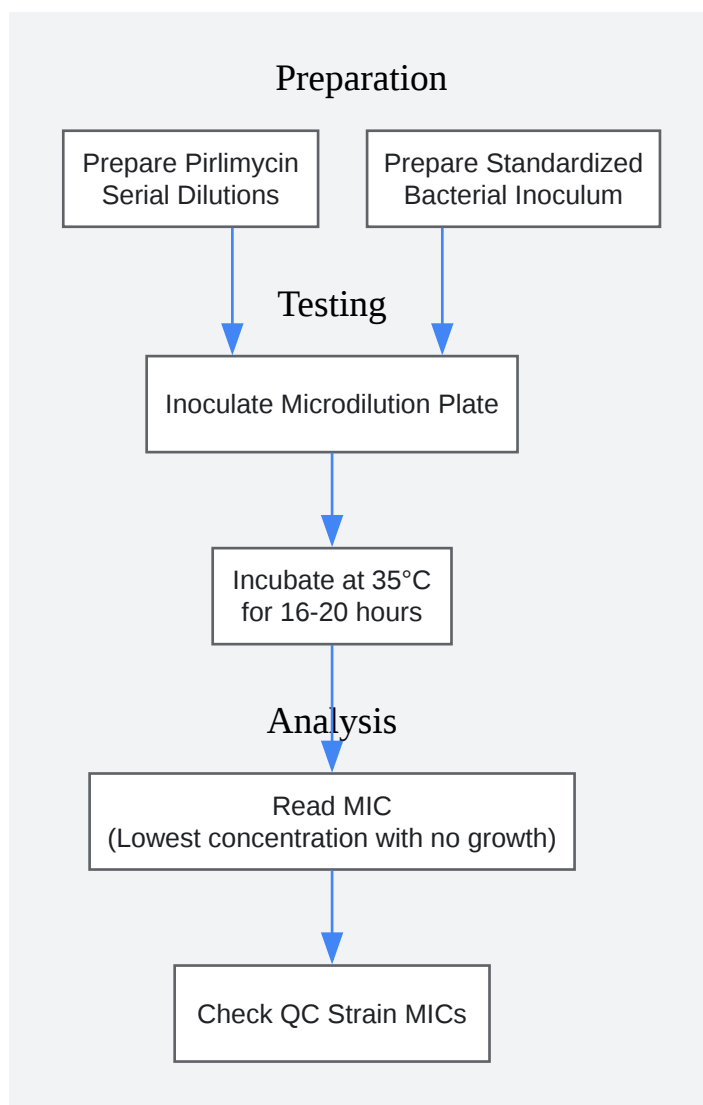 Preparation
Prepare Pirlimycin
Serial Dilutions
Prepare Standardized
Bacterial Inoculum
Testing
Inoculate Microdilution Plate
Incubate at 35°C
for 16-20 hours
Analysis
Read MIC
(Lowest concentration with no growth)
Check QC Strain MICs